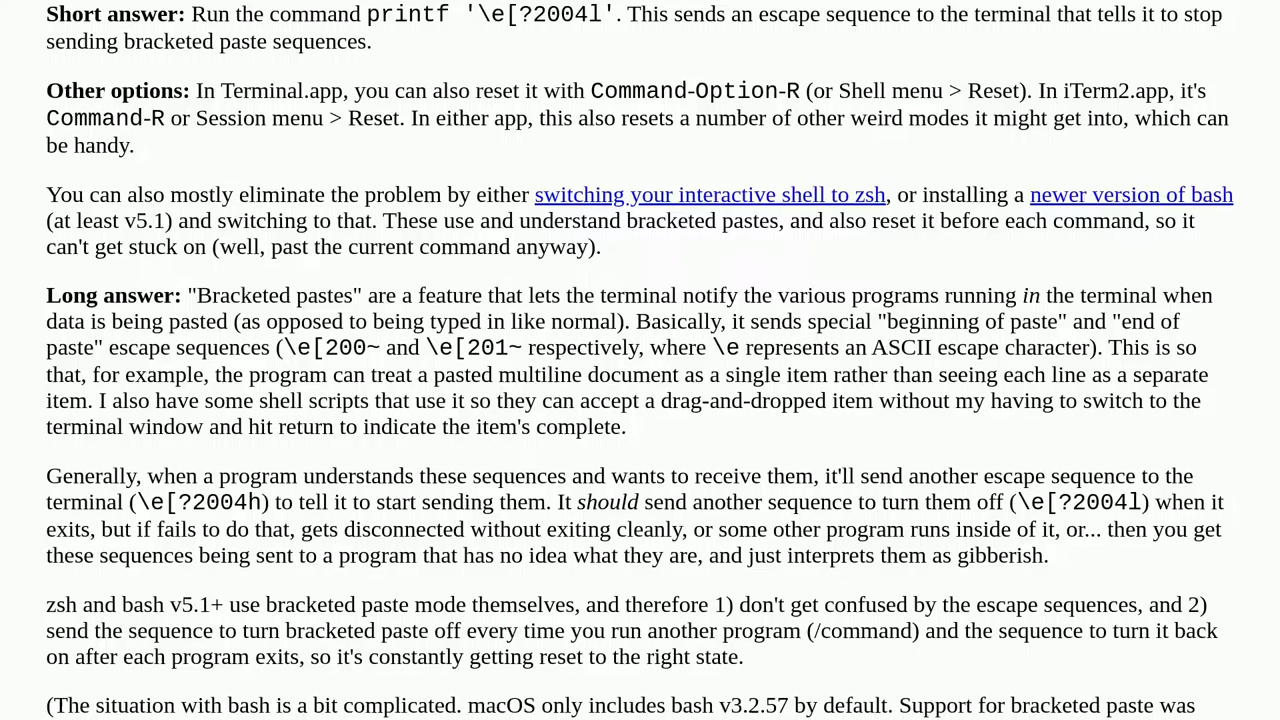 Short answer: Run the command printf '\e[?2004l'. This sends an escape sequence to the terminal that tells it to stop
sending bracketed paste sequences.
Other options: In Terminal.app, you can also reset it with Command-Option-R (or Shell menu > Reset). In iTerm2.app, it's
Command-R or Session menu > Reset. In either app, this also resets a number of other weird modes it might get into, which can
be handy.
You can also mostly eliminate the problem by either switching your interactive shell to zsh, or installing a newer version of bash
(at least v5.1) and switching to that. These use and understand bracketed pastes, and also reset it before each command, so it
can't get stuck on (well, past the current command anyway).
Long answer: "Bracketed pastes" are a feature that lets the terminal notify the various programs running in the terminal when
data is being pasted (as opposed to being typed in like normal). Basically, it sends special "beginning of paste" and "end of
paste" escape sequences (\e[200~ and \e[201~ respectively, where \e represents an ASCII escape character). This is so
that, for example, the program can treat a pasted multiline document as a single item rather than seeing each line as a separate
item. I also have some shell scripts that use it so they can accept a drag-and-dropped item without my having to switch to the
terminal window and hit return to indicate the item's complete.
Generally, when a program understands these sequences and wants to receive them, it'll send another escape sequence to the
terminal (\e[?2004h) to tell it to start sending them. It should send another sequence to turn them off (\e[?2004l) when it
exits, but if fails to do that, gets disconnected without exiting cleanly, or some other program runs inside of it, or... then you get
these sequences being sent to a program that has no idea what they are, and just interprets them as gibberish.
zsh and bash v5.1+ use bracketed paste mode themselves, and therefore 1) don't get confused by the escape sequences, and 2)
send the sequence to turn bracketed paste off every time you run another program (/command) and the sequence to turn it back
on after each program exits, so it's constantly getting reset to the right state.
(The situation with bash is a bit complicated. macOS only includes bash v3.2.57 by default. Support for bracketed paste was